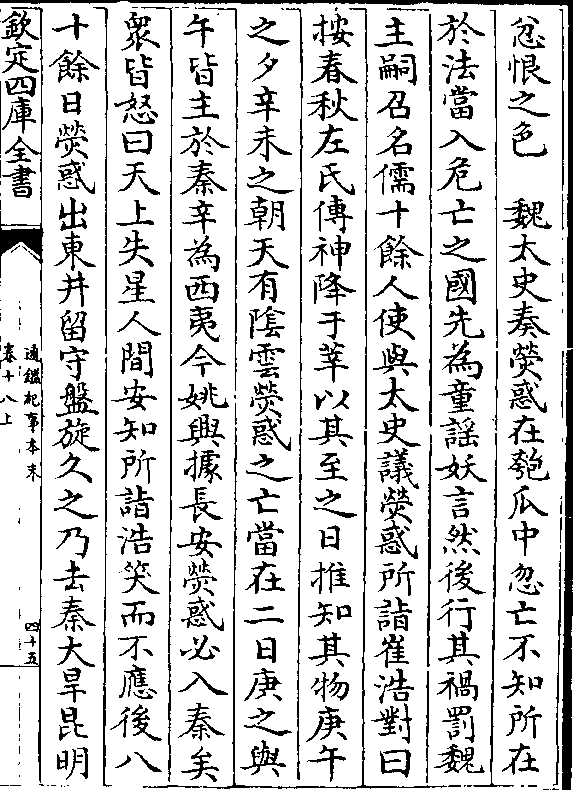 忿恨之色　魏太史奏熒惑在匏瓜中忽亡不知所在
於法當入危亡之國先為童謡妖言然後行其禍罰魏
主嗣召名儒十餘人使與太史議熒惑所詣崔浩對曰
按春秋左氏傳神降于莘以其至之日推知其物庚午
之夕辛未之朝天有隂雲熒惑之亡當在二日庚之與
午皆主於秦辛為西夷今姚興據長安熒惑必入秦矣
衆皆怒曰天上失星人間安知所詣浩笑而不應後八
十餘日熒惑出東井留守盤旋久之乃去秦大旱昆明
欽定四庫全書
通鑑紀事本末
卷十八上
四十五